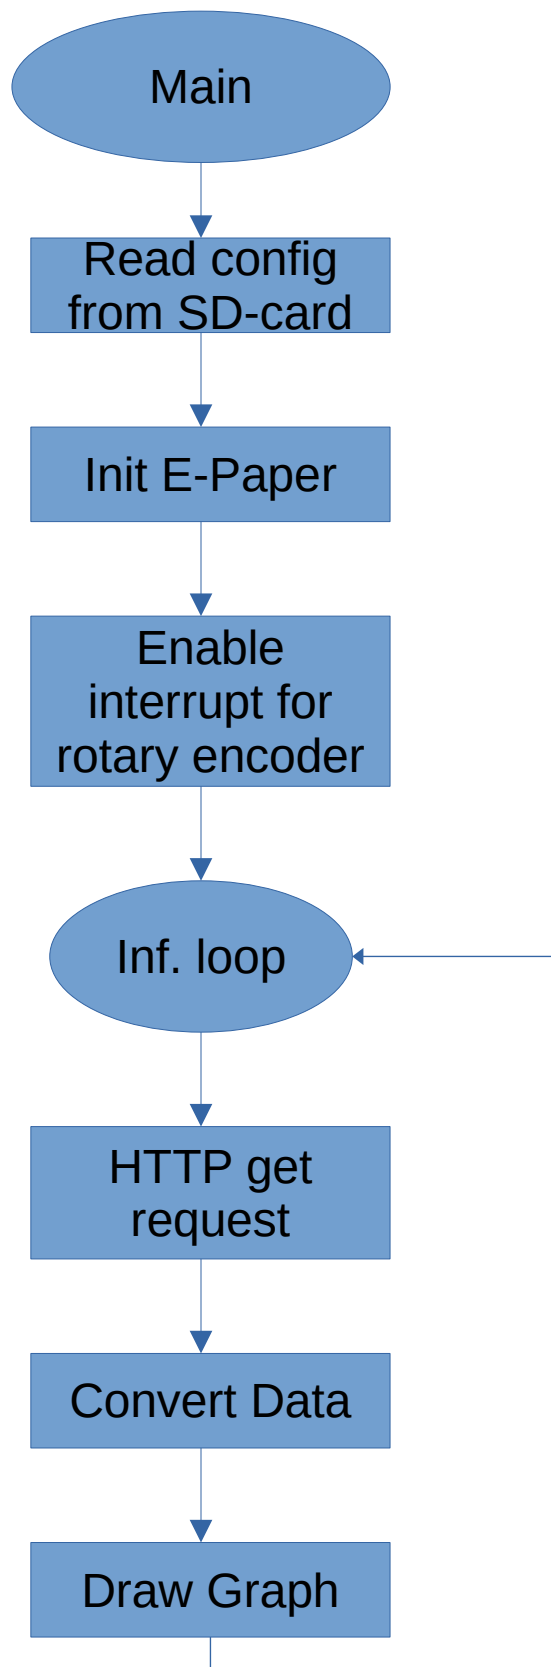 Main
Read config
from SD-card
Init E-Paper
Enable
interrupt for
rotary encoder
Inf. loop
HTTP get
request
Convert Data
Draw Graph